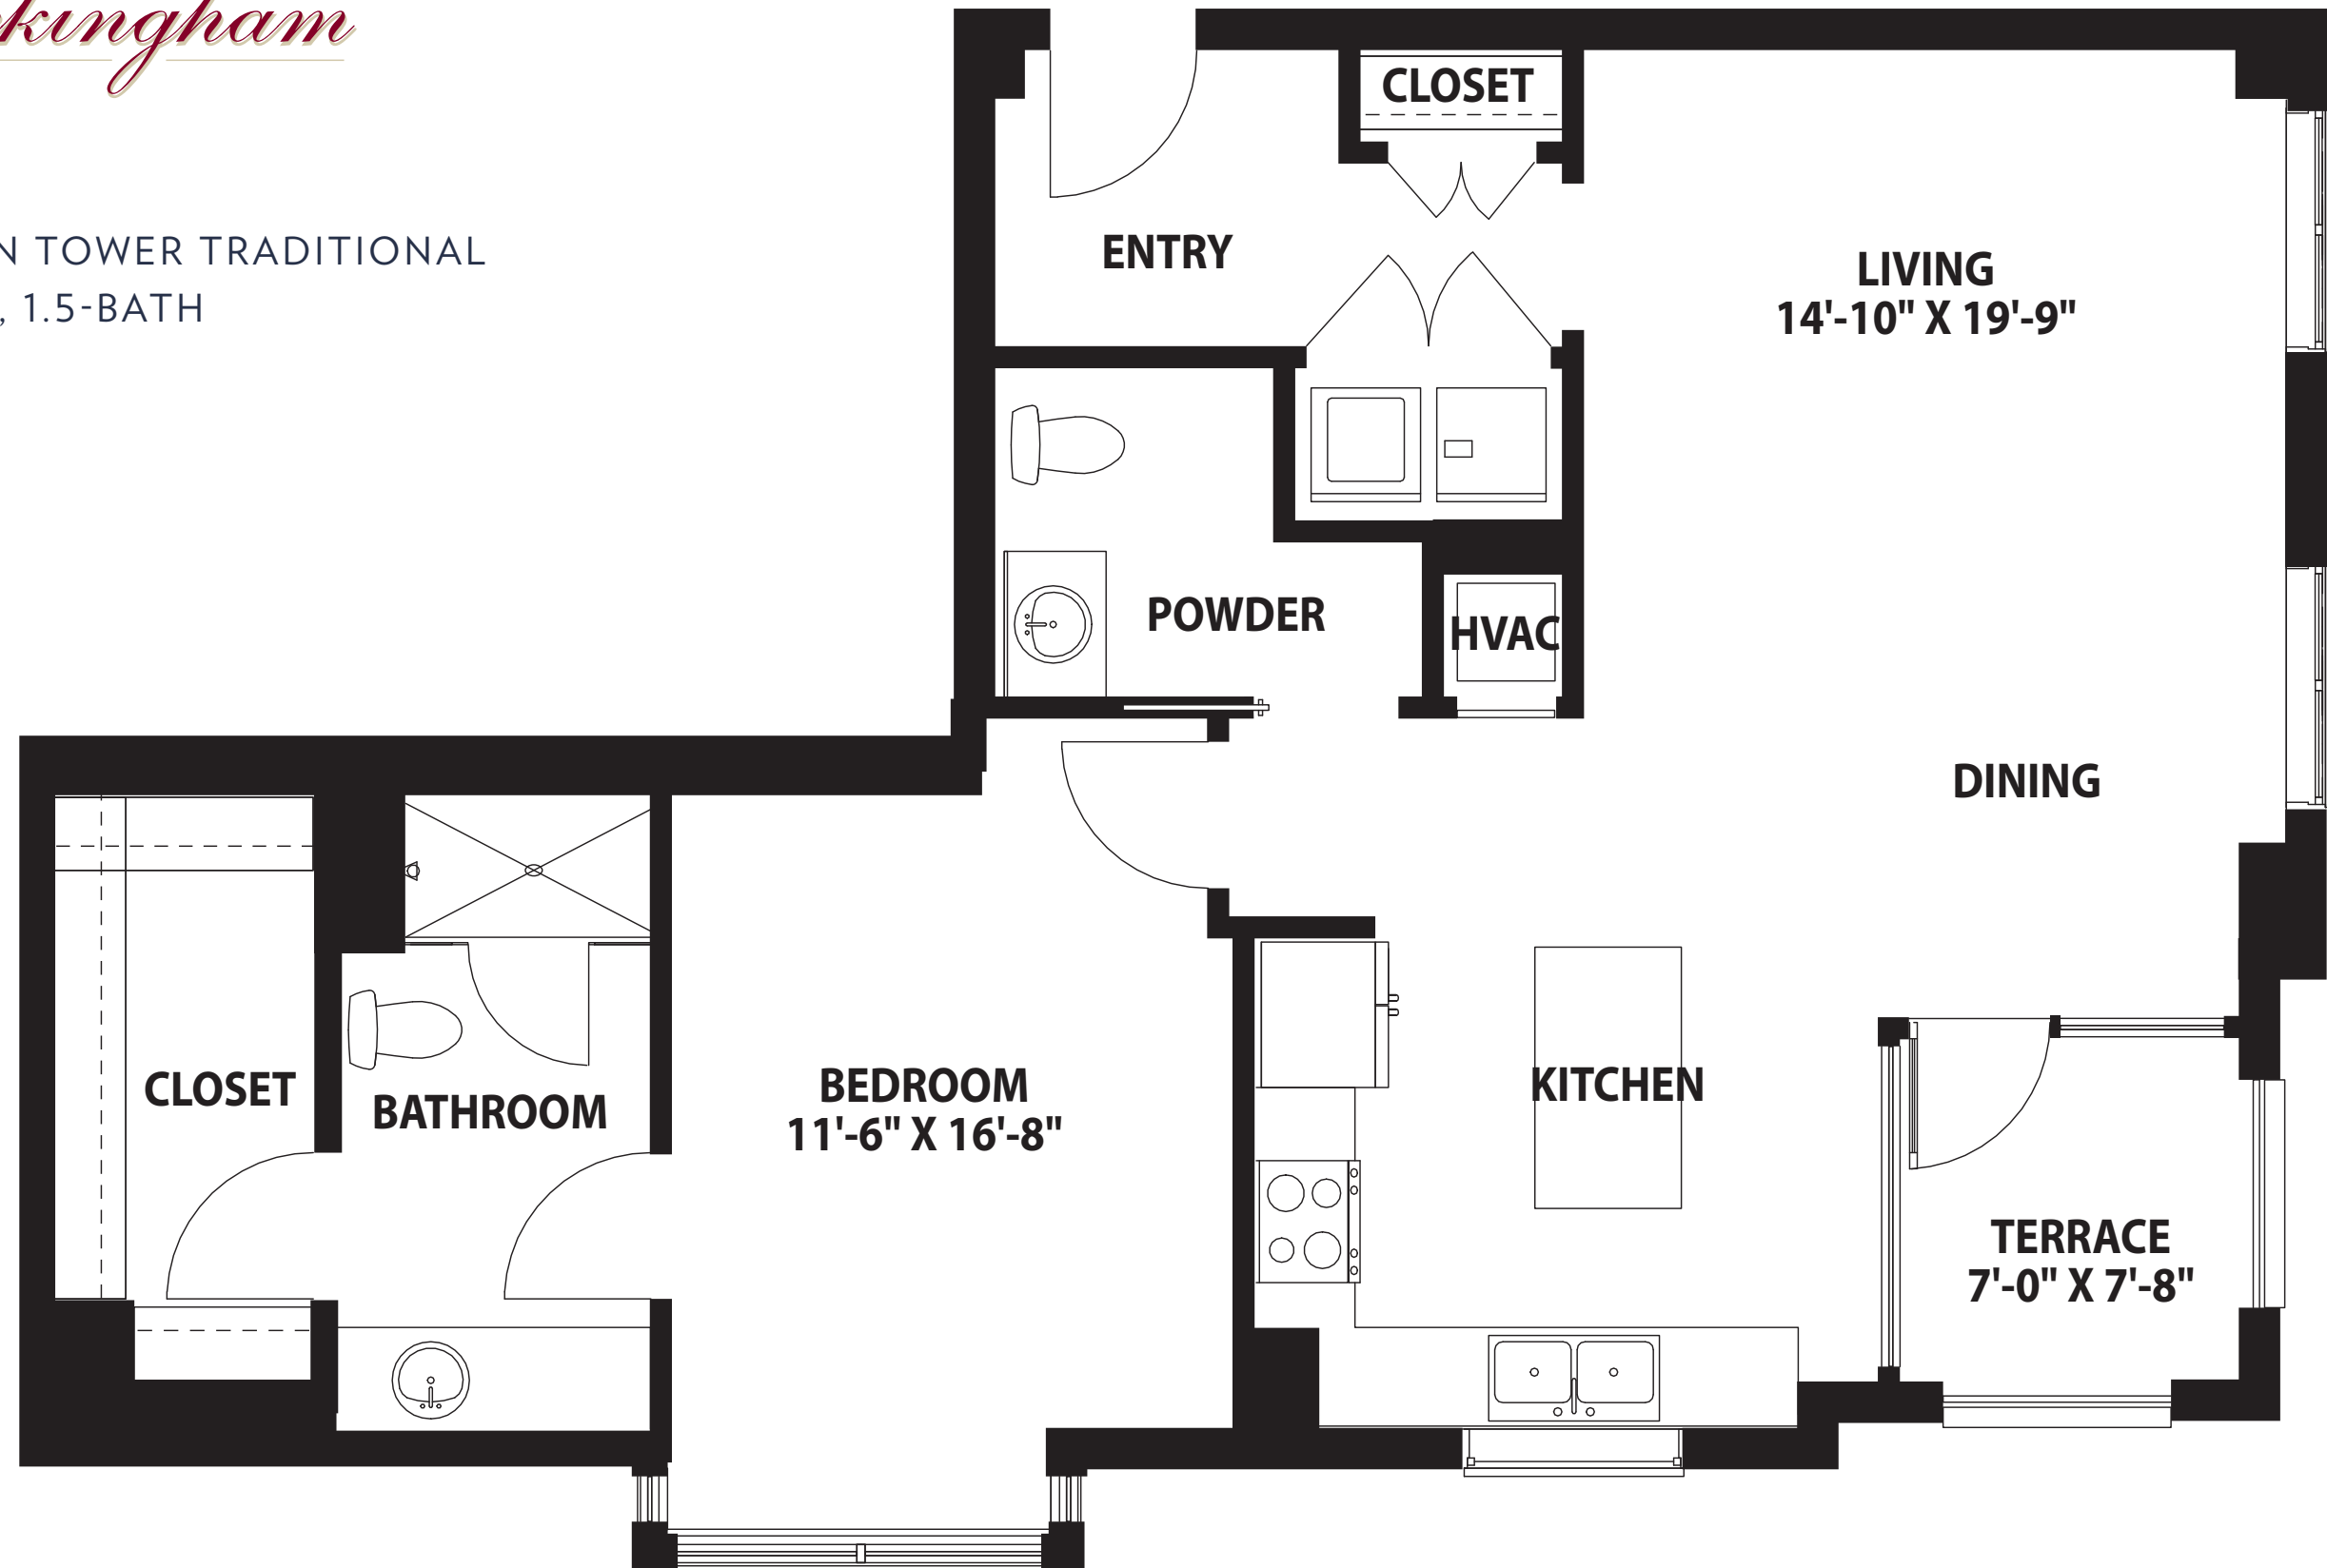 TOWER TRADITIONAL
1.5-BATH
CLOSET
ENTRY
LIVING
14'-10" X 19'-9"
POWDER
HVAC
DINING
CLOSET
BATHROOM
BEDROOM
11'-6" X 16'-8"
KITCHEN
TERRACE
7'-0" X 7'-8"